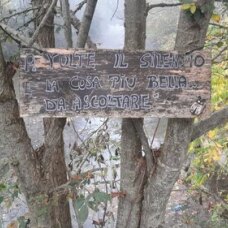 A VOLTE IL SILENZIO
E LA COSA PIÙ BELLA
DA ASCOLTARE